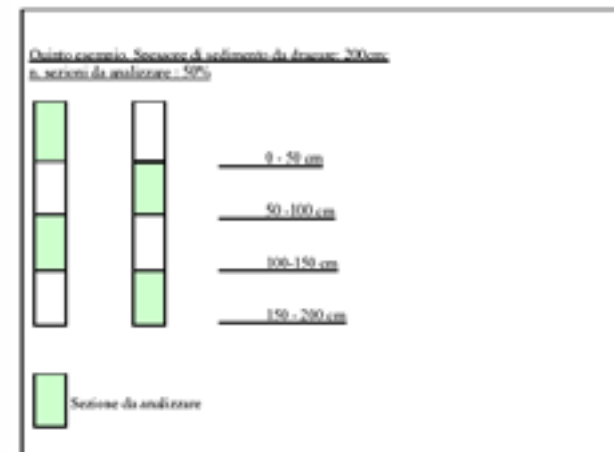 Quinto esempio. Spessore di sedimento da dragare: 200cm;
n. sezioni da analizzare : 50%
0 - 50 cm
50 -100 cm
100-150 cm
150 - 200 cm
Sezione da analizzare